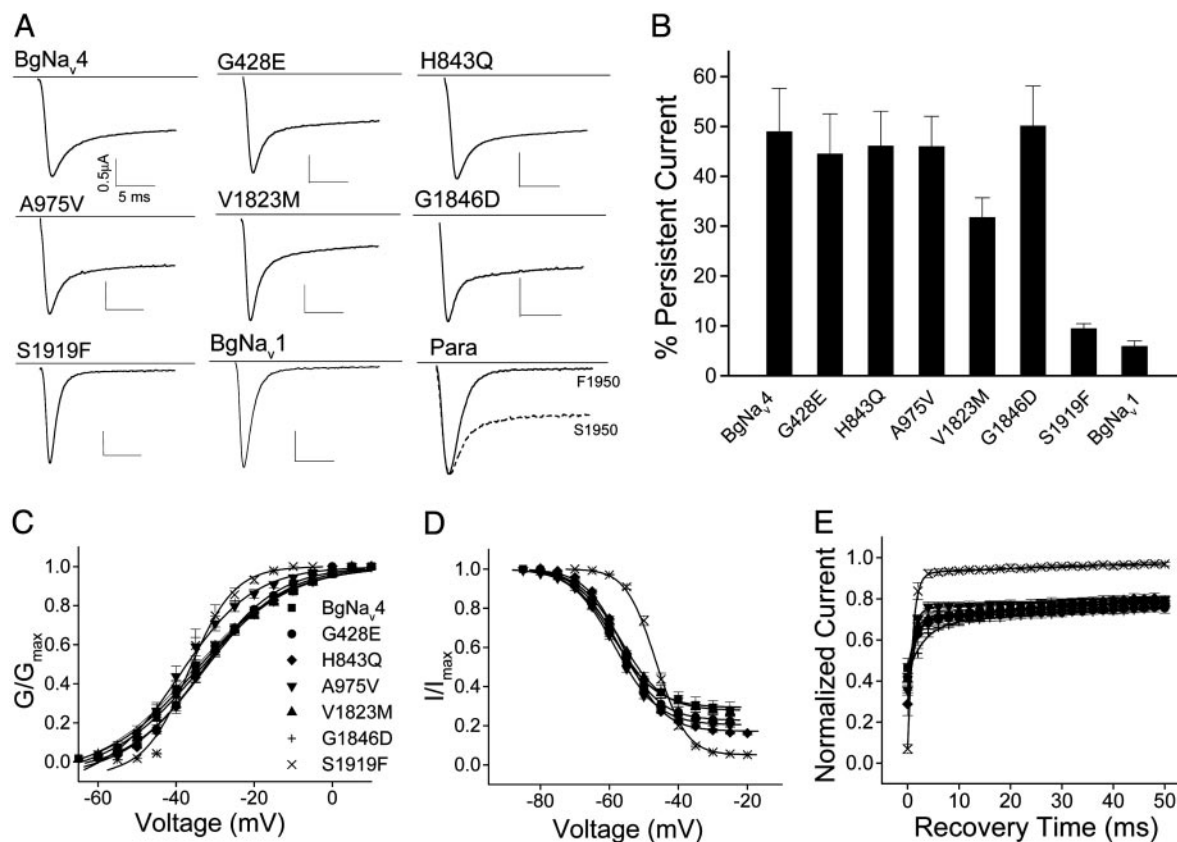 A
BgNav4
G428E
H843Q
0.5µA
5 ms
A975V
V1823M
G1846D
S1919F
BgNav1
Para
F1950
S1950
B
% Persistent Current
60
50
40
30
20
10
0
BgNav4
G428E
H843Q
A975V
V1823M
G1846D
S1919F
BgNav1
C
G/Gmax
1.0
0.8
0.6
0.4
0.2
0.0
-60
-40
-20
0
Voltage (mV)
BgNav4
G428E
H843Q
A975V
V1823M
G1846D
S1919F
D
I/Imax
1.0
0.8
0.6
0.4
0.2
0.0
-80
-60
-40
-20
Voltage (mV)
E
Normalized Current
1.0
0.8
0.6
0.4
0.2
0.0
0
10
20
30
40
50
Recovery Time (ms)